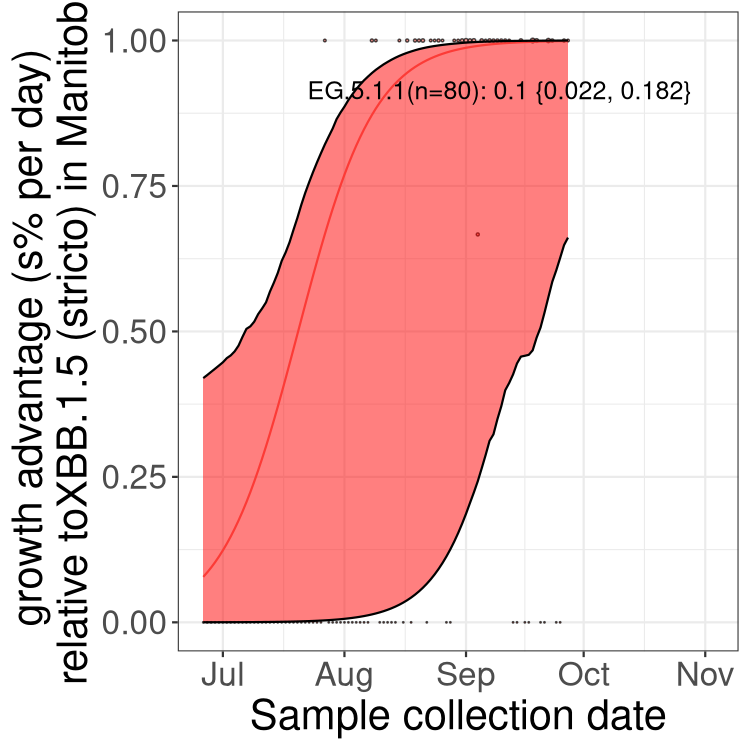 growth advantage (s% per day)
relative toXBB.1.5 (stricto) in Manitob
1.00
0.75
0.50
0.25
0.00
EG.5.1.1(n=80): 0.1 {0.022, 0.182}
Jul Aug Sep Oct Nov
Sample collection date